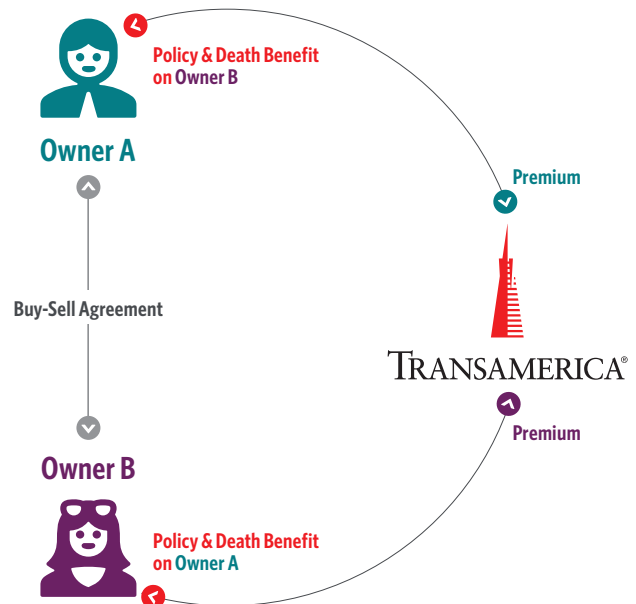 Policy & Death Benefit
on Owner B
Owner A
Premium
Buy-Sell Agreement
TRANSAMERICA®
Premium
Owner B
Policy & Death Benefit
on Owner A